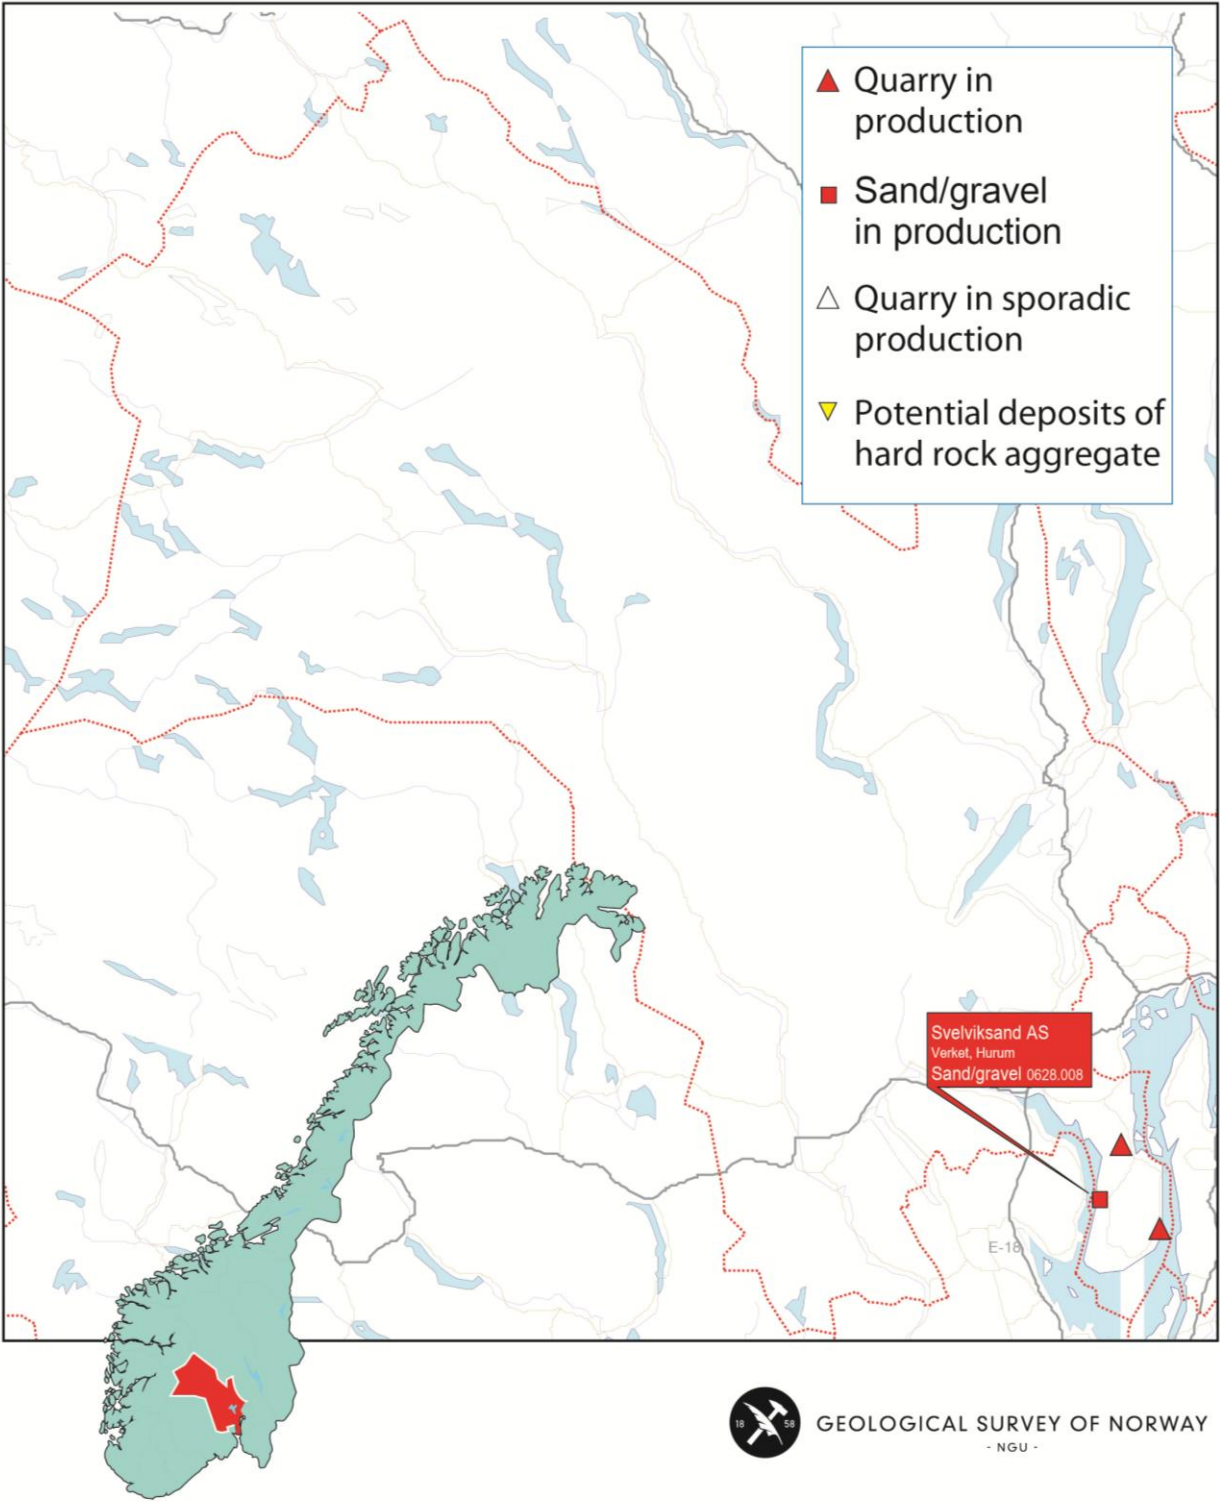 Quarry in
production
Sand/gravel
in production
Quarry in sporadic
production
Potential deposits of
hard rock aggregate
Svelviksand AS
Verket, Hurum
Sand/gravel 0628.008
E-18
18 58
GEOLOGICAL SURVEY OF NORWAY
- NGU -